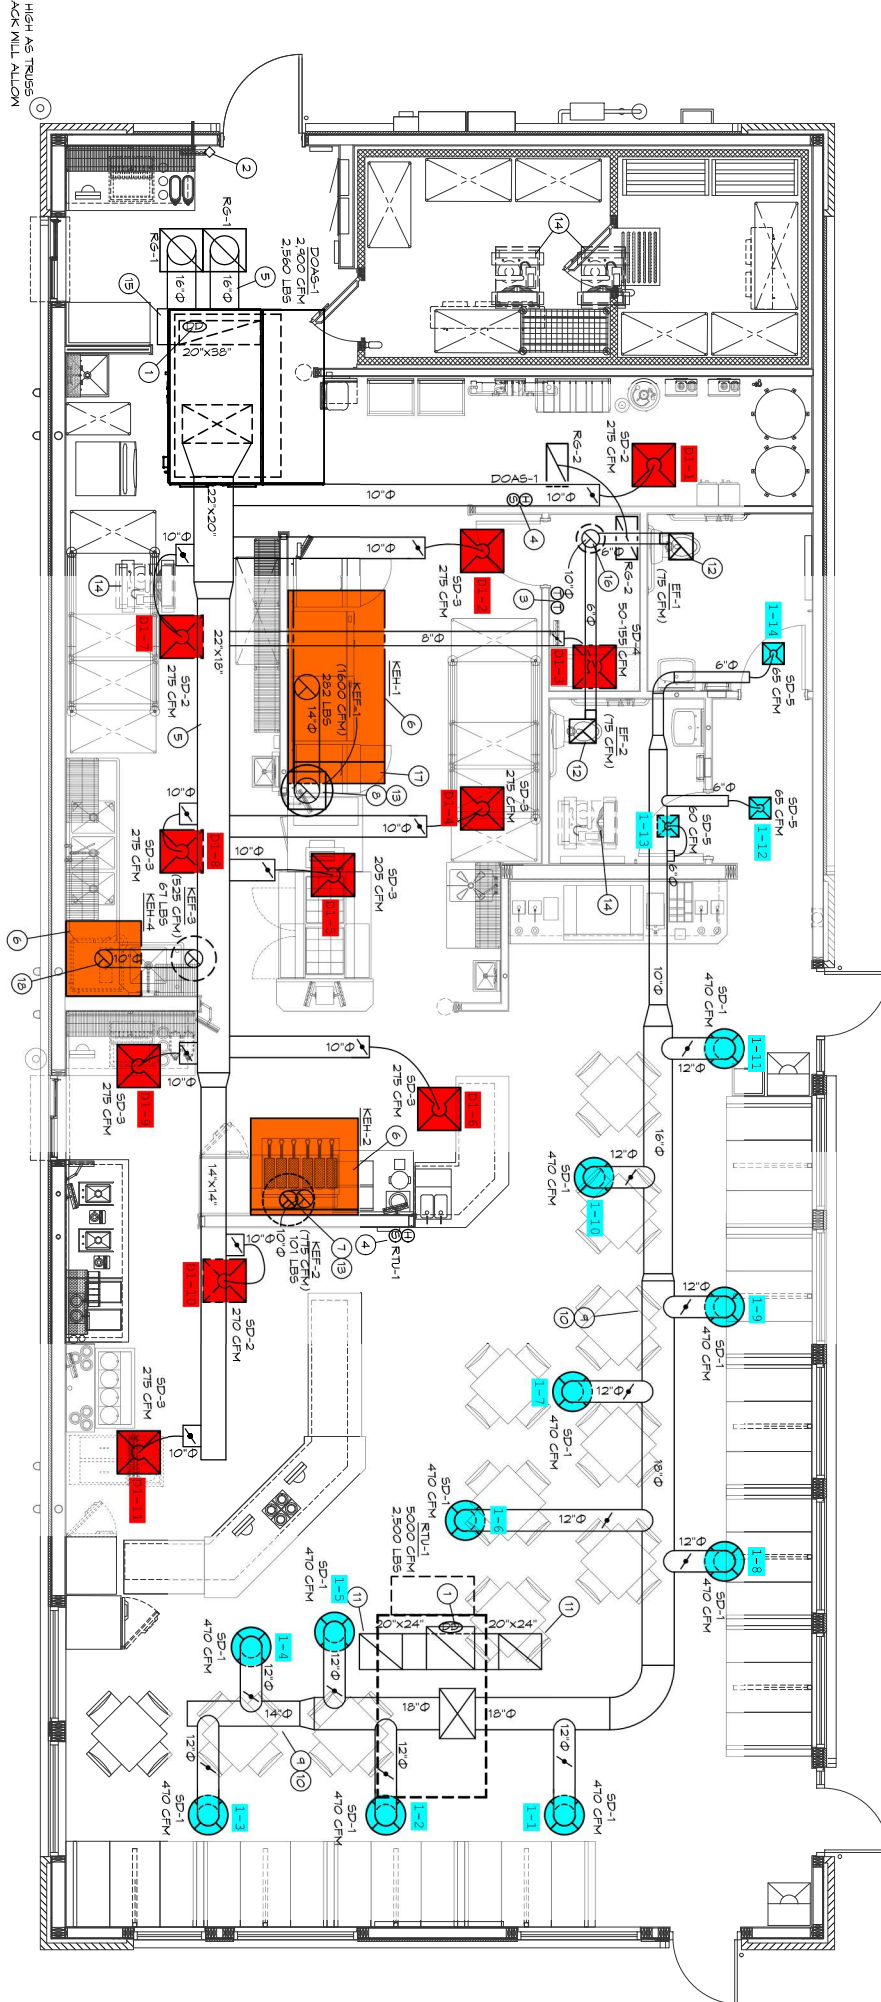 HIGH AS TRUSS
ACK WILL ALLOW
2
RG-1
RG-1
16"Φ
16"Φ
5
15
1
DOAS-1
2,900 CFM
2,560 LBS
20"x38"
14
22"x20"
10"Φ
DOAS-1
H
S
4
10"Φ
RG-2
SD-2
275 CFM
D1-1
10"Φ
14
10"Φ
SD-3
275 CFM
D1-2
3
T
T
10"Φ
16
6"Φ
6"Φ
RG-2
12
EF-1
(75 CFM)
D1-7
SD-2
275 CFM
22"x18"
5
8"Φ
SD-4
50-155 CFM
EF-2
(75 CFM)
12
6"Φ
1-14
SD-5
65 CFM
KEH-1
6
KEF-1
(1600 CFM)
282 LBS
14"Φ
17
8
13
10"Φ
SD-3
275 CFM
D1-4
10"Φ
SD-3
275 CFM
D1-8
10"Φ
SD-3
205 CFM
D1-5
14
6"Φ
SD-5
65 CFM
1-12
1-13
SD-5
60 CFM
6"Φ
KEF-3
(525 CFM)
67 LBS
KEH-4
6
18
10"Φ
10"Φ
SD-1
470 CFM
1-11
12"Φ
10"Φ
SD-3
275 CFM
D1-9
10"Φ
SD-3
275 CFM
D1-6
KEH-2
6
14"x14"
16"Φ
12"Φ
SD-1
470 CFM
1-10
KEF-2
(775 CFM)
101 LBS
10"Φ
7
13
H
S
RTU-1
4
10"Φ
SD-2
270 CFM
D1-10
9
10
12"Φ
SD-1
470 CFM
1-9
12"Φ
SD-1
470 CFM
1-7
SD-3
275 CFM
10"Φ
D1-11
18"Φ
SD-1
470 CFM
1-6
12"Φ
12"Φ
SD-1
470 CFM
1-8
RTU-1
5000 CFM
2,500 LBS
1
20"x24"
20"x24"
11
11
SD-1
470 CFM
1-5
12"Φ
SD-1
470 CFM
1-4
12"Φ
14"Φ
18"Φ
18"Φ
9
10
12"Φ
SD-1
470 CFM
1-3
12"Φ
SD-1
470 CFM
1-2
12"Φ
SD-1
470 CFM
1-1